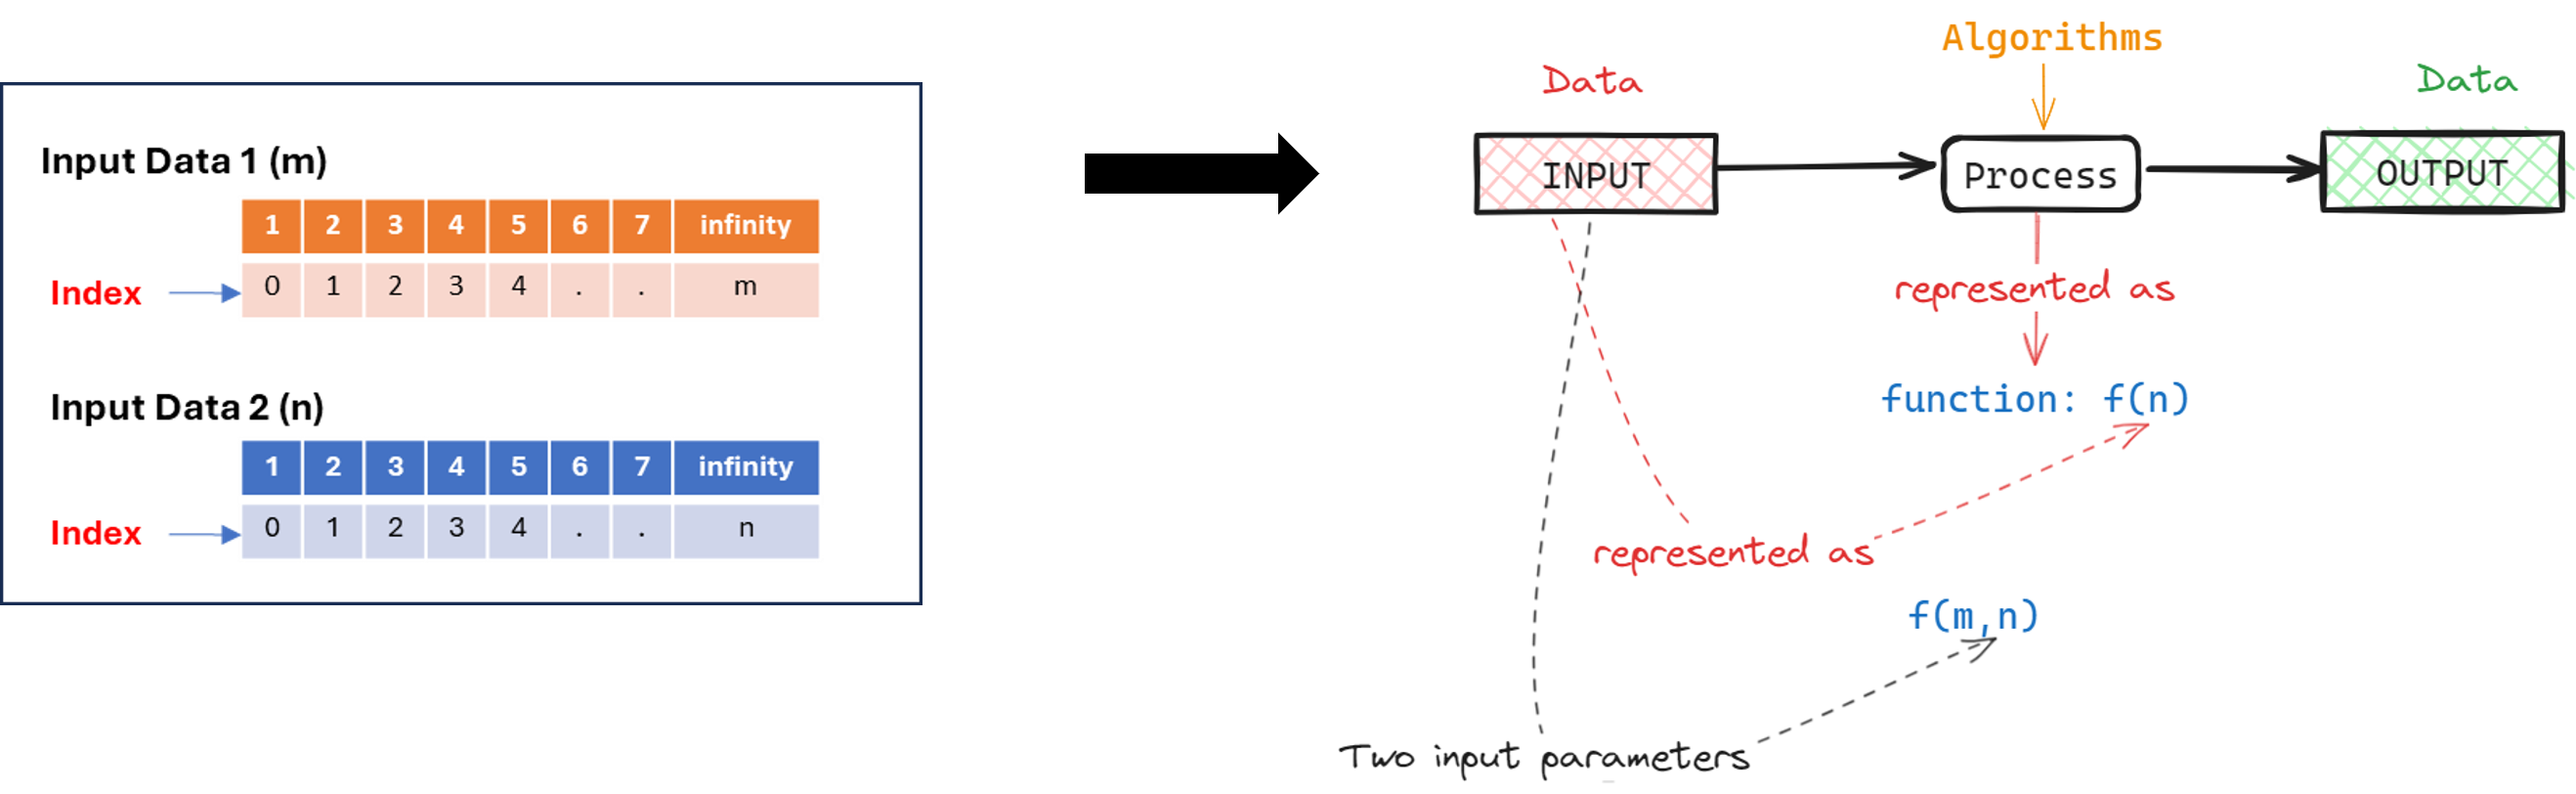 Input Data 1 (m)
1 2 3 4 5 6 7 infinity
Index 0 1 2 3 4 . . m
Input Data 2 (n)
1 2 3 4 5 6 7 infinity
Index 0 1 2 3 4 . . n
Algorithms
Data
Data
INPUT
Process
OUTPUT
represented as
function: f(n)
represented as
f(m,n)
Two input parameters